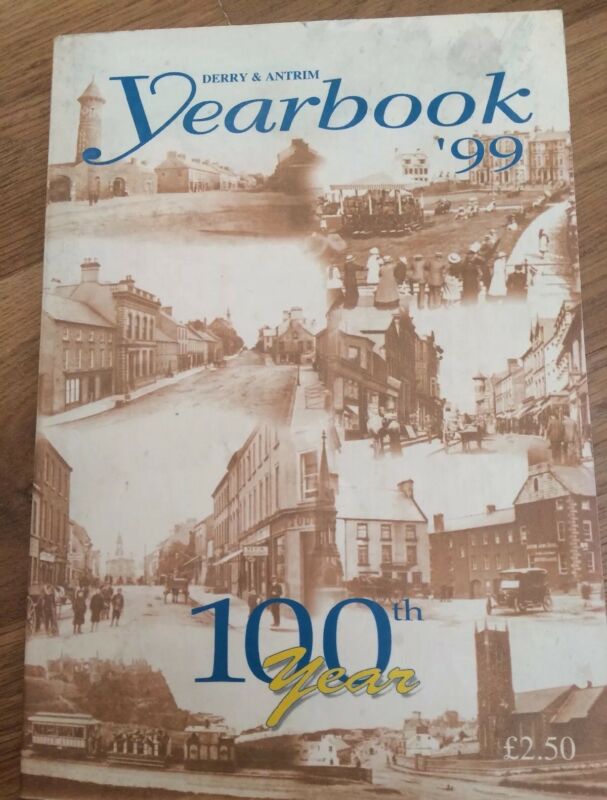 DERRY & ANTRIM
Yearbook
'99
100th
Year
£2.50